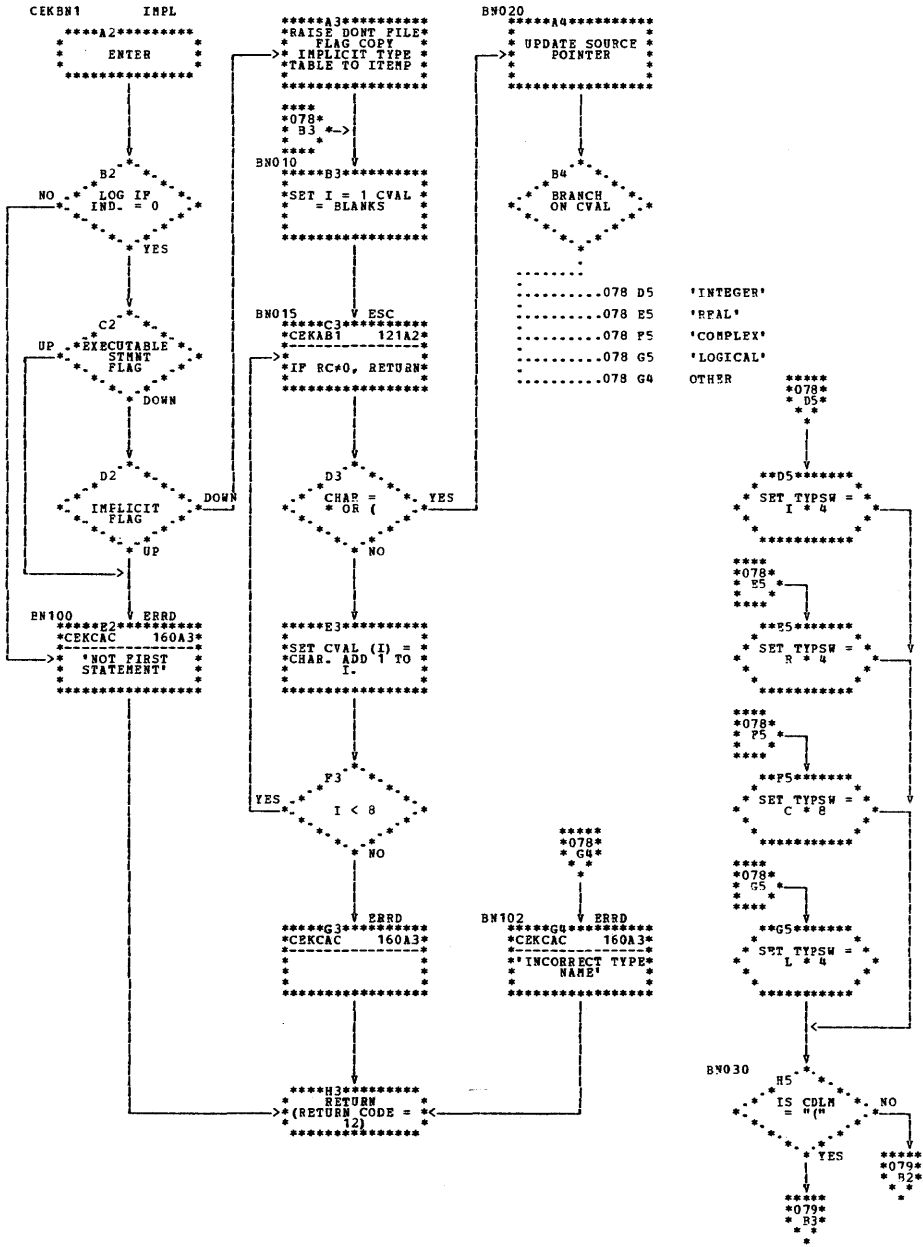 CEKBN1 IMPL
A2
ENTER
B2
LOG IF
IND. = 0
NO
YES
C2
EXECUTABLE
STMNT
FLAG
UP
DOWN
D2
IMPLICIT
FLAG
DOWN
UP
BN100 ERRD
E2
CEKCAC 160A3
'NOT FIRST
STATEMENT'
A3
RAISE DONT FILE
FLAG COPY
IMPLICIT TYPE
TABLE TO ITEMP
078
B3
BN010
B3
SET I = 1 CVAL
= BLANKS
BN015 ESC
C3
CEKAB1 121A2
IF RC≠0, RETURN
D3
CHAR =
* OR (
YES
NO
E3
SET CVAL (I) =
CHAR. ADD 1 TO
I.
F3
I < 8
YES
NO
ERRD
G3
CEKCAC 160A3
H3
RETURN
(RETURN CODE =
12)
BN020
A4
UPDATE SOURCE
POINTER
B4
BRANCH
ON CVAL
078 D5 'INTEGER'
078 E5 'REAL'
078 F5 'COMPLEX'
078 G5 'LOGICAL'
078 G4 OTHER
078
G4
BN102 ERRD
G4
CEKCAC 160A3
'INCORRECT TYPE
NAME'
078
D5
D5
SET TYPSW =
I * 4
078
E5
E5
SET TYPSW =
R * 4
078
F5
F5
SET TYPSW =
C * 8
078
G5
G5
SET TYPSW =
L * 4
BN030
H5
IS CDLM
= "("
NO
YES
079
B2
079
B3